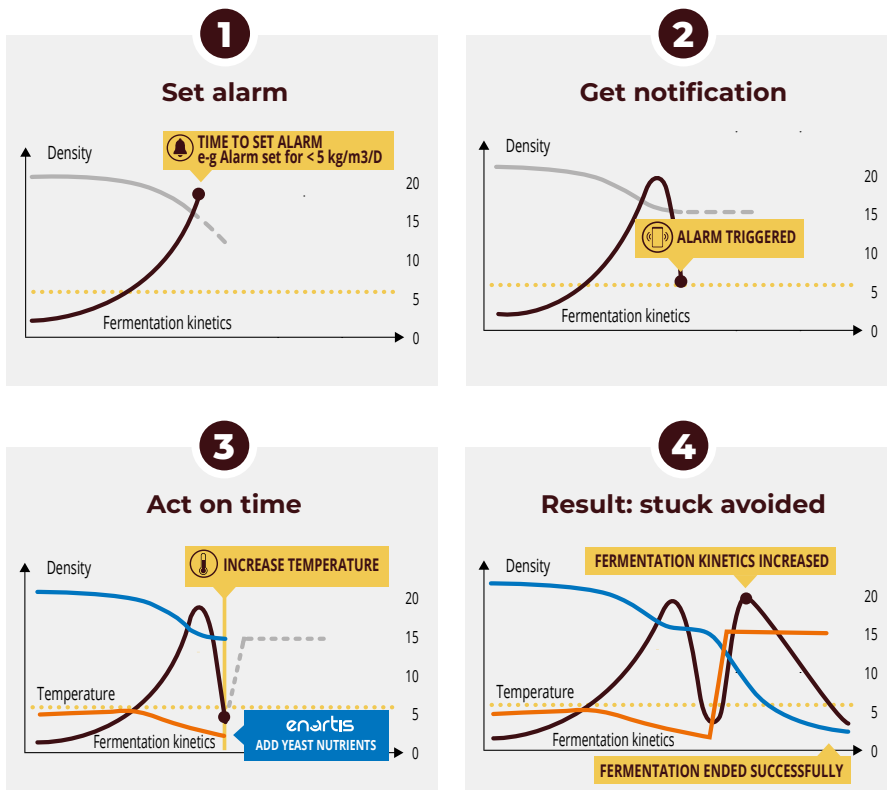 1
Set alarm
Density
TIME TO SET ALARM
e-g Alarm set for < 5 kg/m3/D
20
15
10
5
0
Fermentation kinetics
2
Get notification
Density
20
15
ALARM TRIGGERED
10
5
0
Fermentation kinetics
3
Act on time
Density
INCREASE TEMPERATURE
20
15
10
5
0
Temperature
Fermentation kinetics
enartis
ADD YEAST NUTRIENTS
4
Result: stuck avoided
Density
FERMENTATION KINETICS INCREASED
20
15
10
5
0
Temperature
Fermentation kinetics
FERMENTATION ENDED SUCCESSFULLY